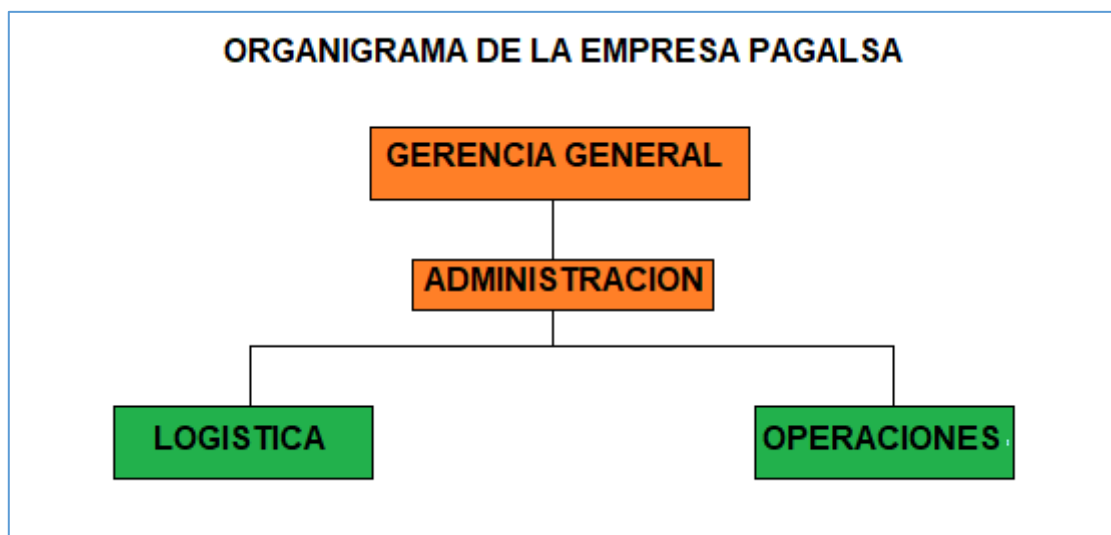 ORGANIGRAMA DE LA EMPRESA PAGALSA
GERENCIA GENERAL
ADMINISTRACION
LOGISTICA
OPERACIONES